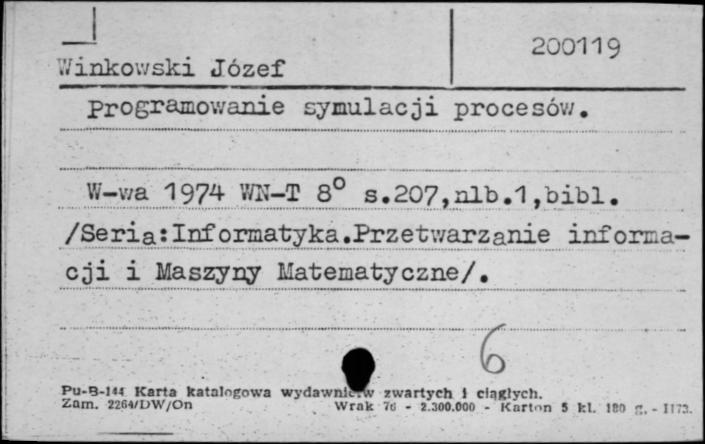 200119
Winkowski Józef
Programowanie symulacji procesów.
W-wa 1974 WN-T 8° s.207,nlb.1,bibl.
/Seria:Informatyka.Przetwarzanie informa-
cji i Maszyny Matematyczne/.
6
Pu-B-144 Karta katalogowa wydawnictw zwartych i ciągłych.
Zam. 2264/DW/On Wrak 76 - 2.300.000 - Karton 5 kl. 180 g. -